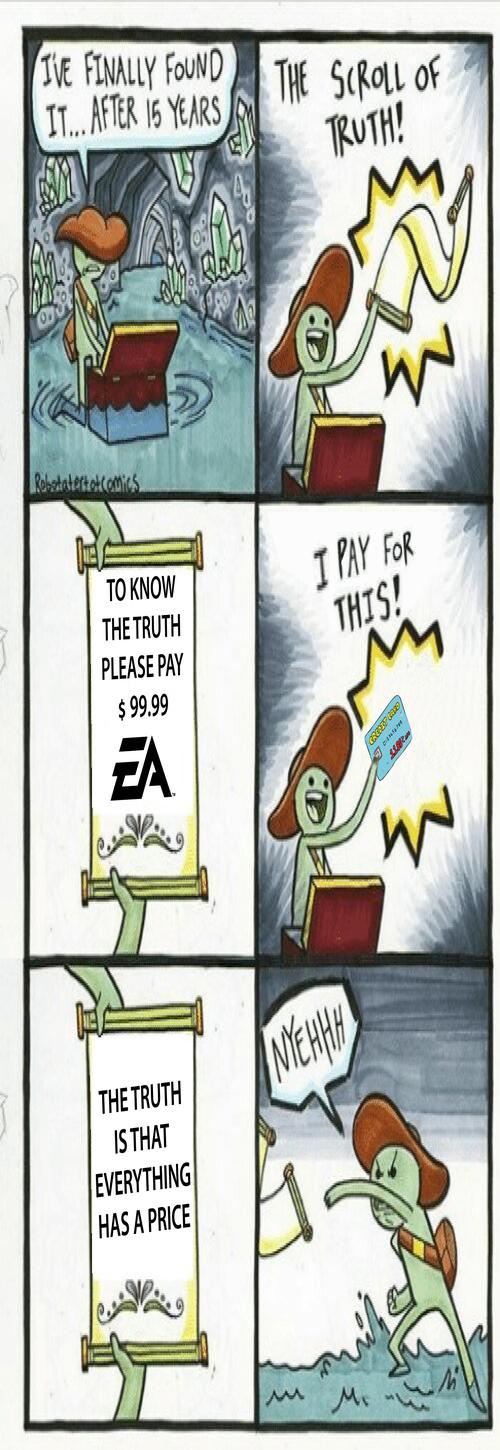 I'VE FINALLY FOUND
IT... AFTER 15 YEARS
THE SCROLL OF
TRUTH!
Robotatertotcomics
TO KNOW
THE TRUTH
PLEASE PAY
$ 99.99
EA
I PAY FOR
THIS!
THE TRUTH
IS THAT
EVERYTHING
HAS A PRICE
NYEHHH